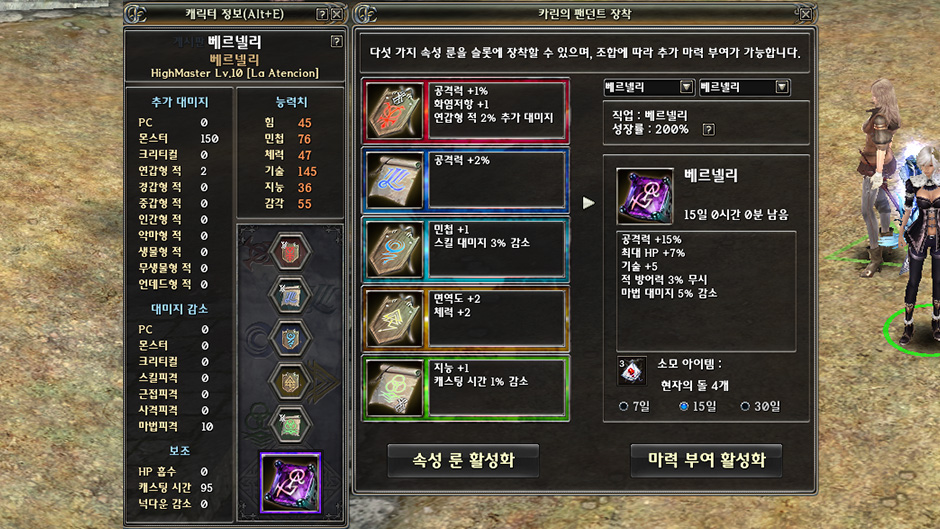 캐릭터 정보(Alt+E)
?
베르넬리
베르넬리
HighMaster Lv.10 [La Atencion]
추가 대미지
PC 0
몬스터 150
크리티컬 0
연갑형 적 2
경갑형 적 0
중갑형 적 0
인간형 적 0
악마형 적 0
생물형 적 0
무생물형 적 0
언데드형 적 0
대미지 감소
PC 0
몬스터 0
크리티컬 0
스킬피격 0
근접피격 0
사격피격 0
마법피격 10
보조
HP 흡수 0
캐스팅 시간 95
넉다운 감소 0
능력치
힘 45
민첩 76
체력 47
기술 145
지능 36
감각 55
카린의 팬던트 장착
다섯 가지 속성 룬을 슬롯에 장착할 수 있으며, 조합에 따라 추가 마력 부여가 가능합니다.
공격력 +1%
화염저항 +1
연갑형 적 2% 추가 대미지
공격력 +2%
민첩 +1
스킬 대미지 3% 감소
면역도 +2
체력 +2
지능 +1
캐스팅 시간 1% 감소
속성 룬 활성화
베르넬리 베르넬리
직업 : 베르넬리
성장률 : 200% ?
베르넬리
15일 0시간 0분 남음
공격력 +15%
최대 HP +7%
기술 +5
적 방어력 3% 무시
마법 대미지 5% 감소
3
소모 아이템 :
현자의 돌 4개
7일 15일 30일
마력 부여 활성화